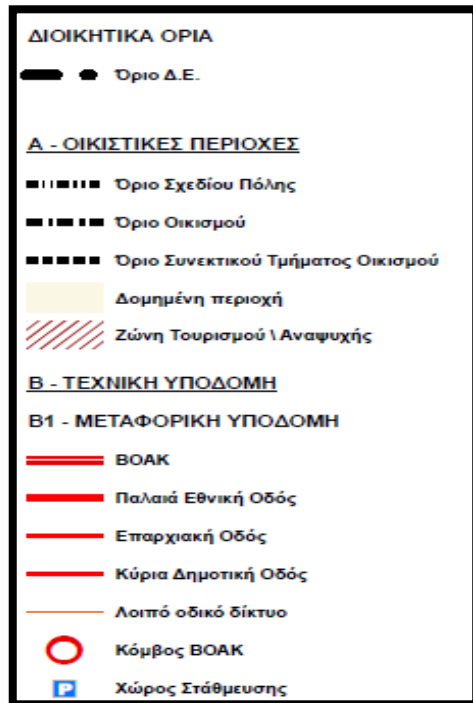 ΔΙΟΙΚΗΤΙΚΑ ΟΡΙΑ
Όριο Δ.Ε.
Α - ΟΙΚΙΣΤΙΚΕΣ ΠΕΡΙΟΧΕΣ
Όριο Σχεδίου Πόλης
Όριο Οικισμού
Όριο Συνεκτικού Τμήματος Οικισμού
Δομημένη περιοχή
Ζώνη Τουρισμού \ Αναψυχής
Β - ΤΕΧΝΙΚΗ ΥΠΟΔΟΜΗ
Β1 - ΜΕΤΑΦΟΡΙΚΗ ΥΠΟΔΟΜΗ
ΒΟΑΚ
Παλαιά Εθνική Οδός
Επαρχιακή Οδός
Κύρια Δημοτική Οδός
Λοιπό οδικό δίκτυο
Κόμβος ΒΟΑΚ
P Χώρος Στάθμευσης